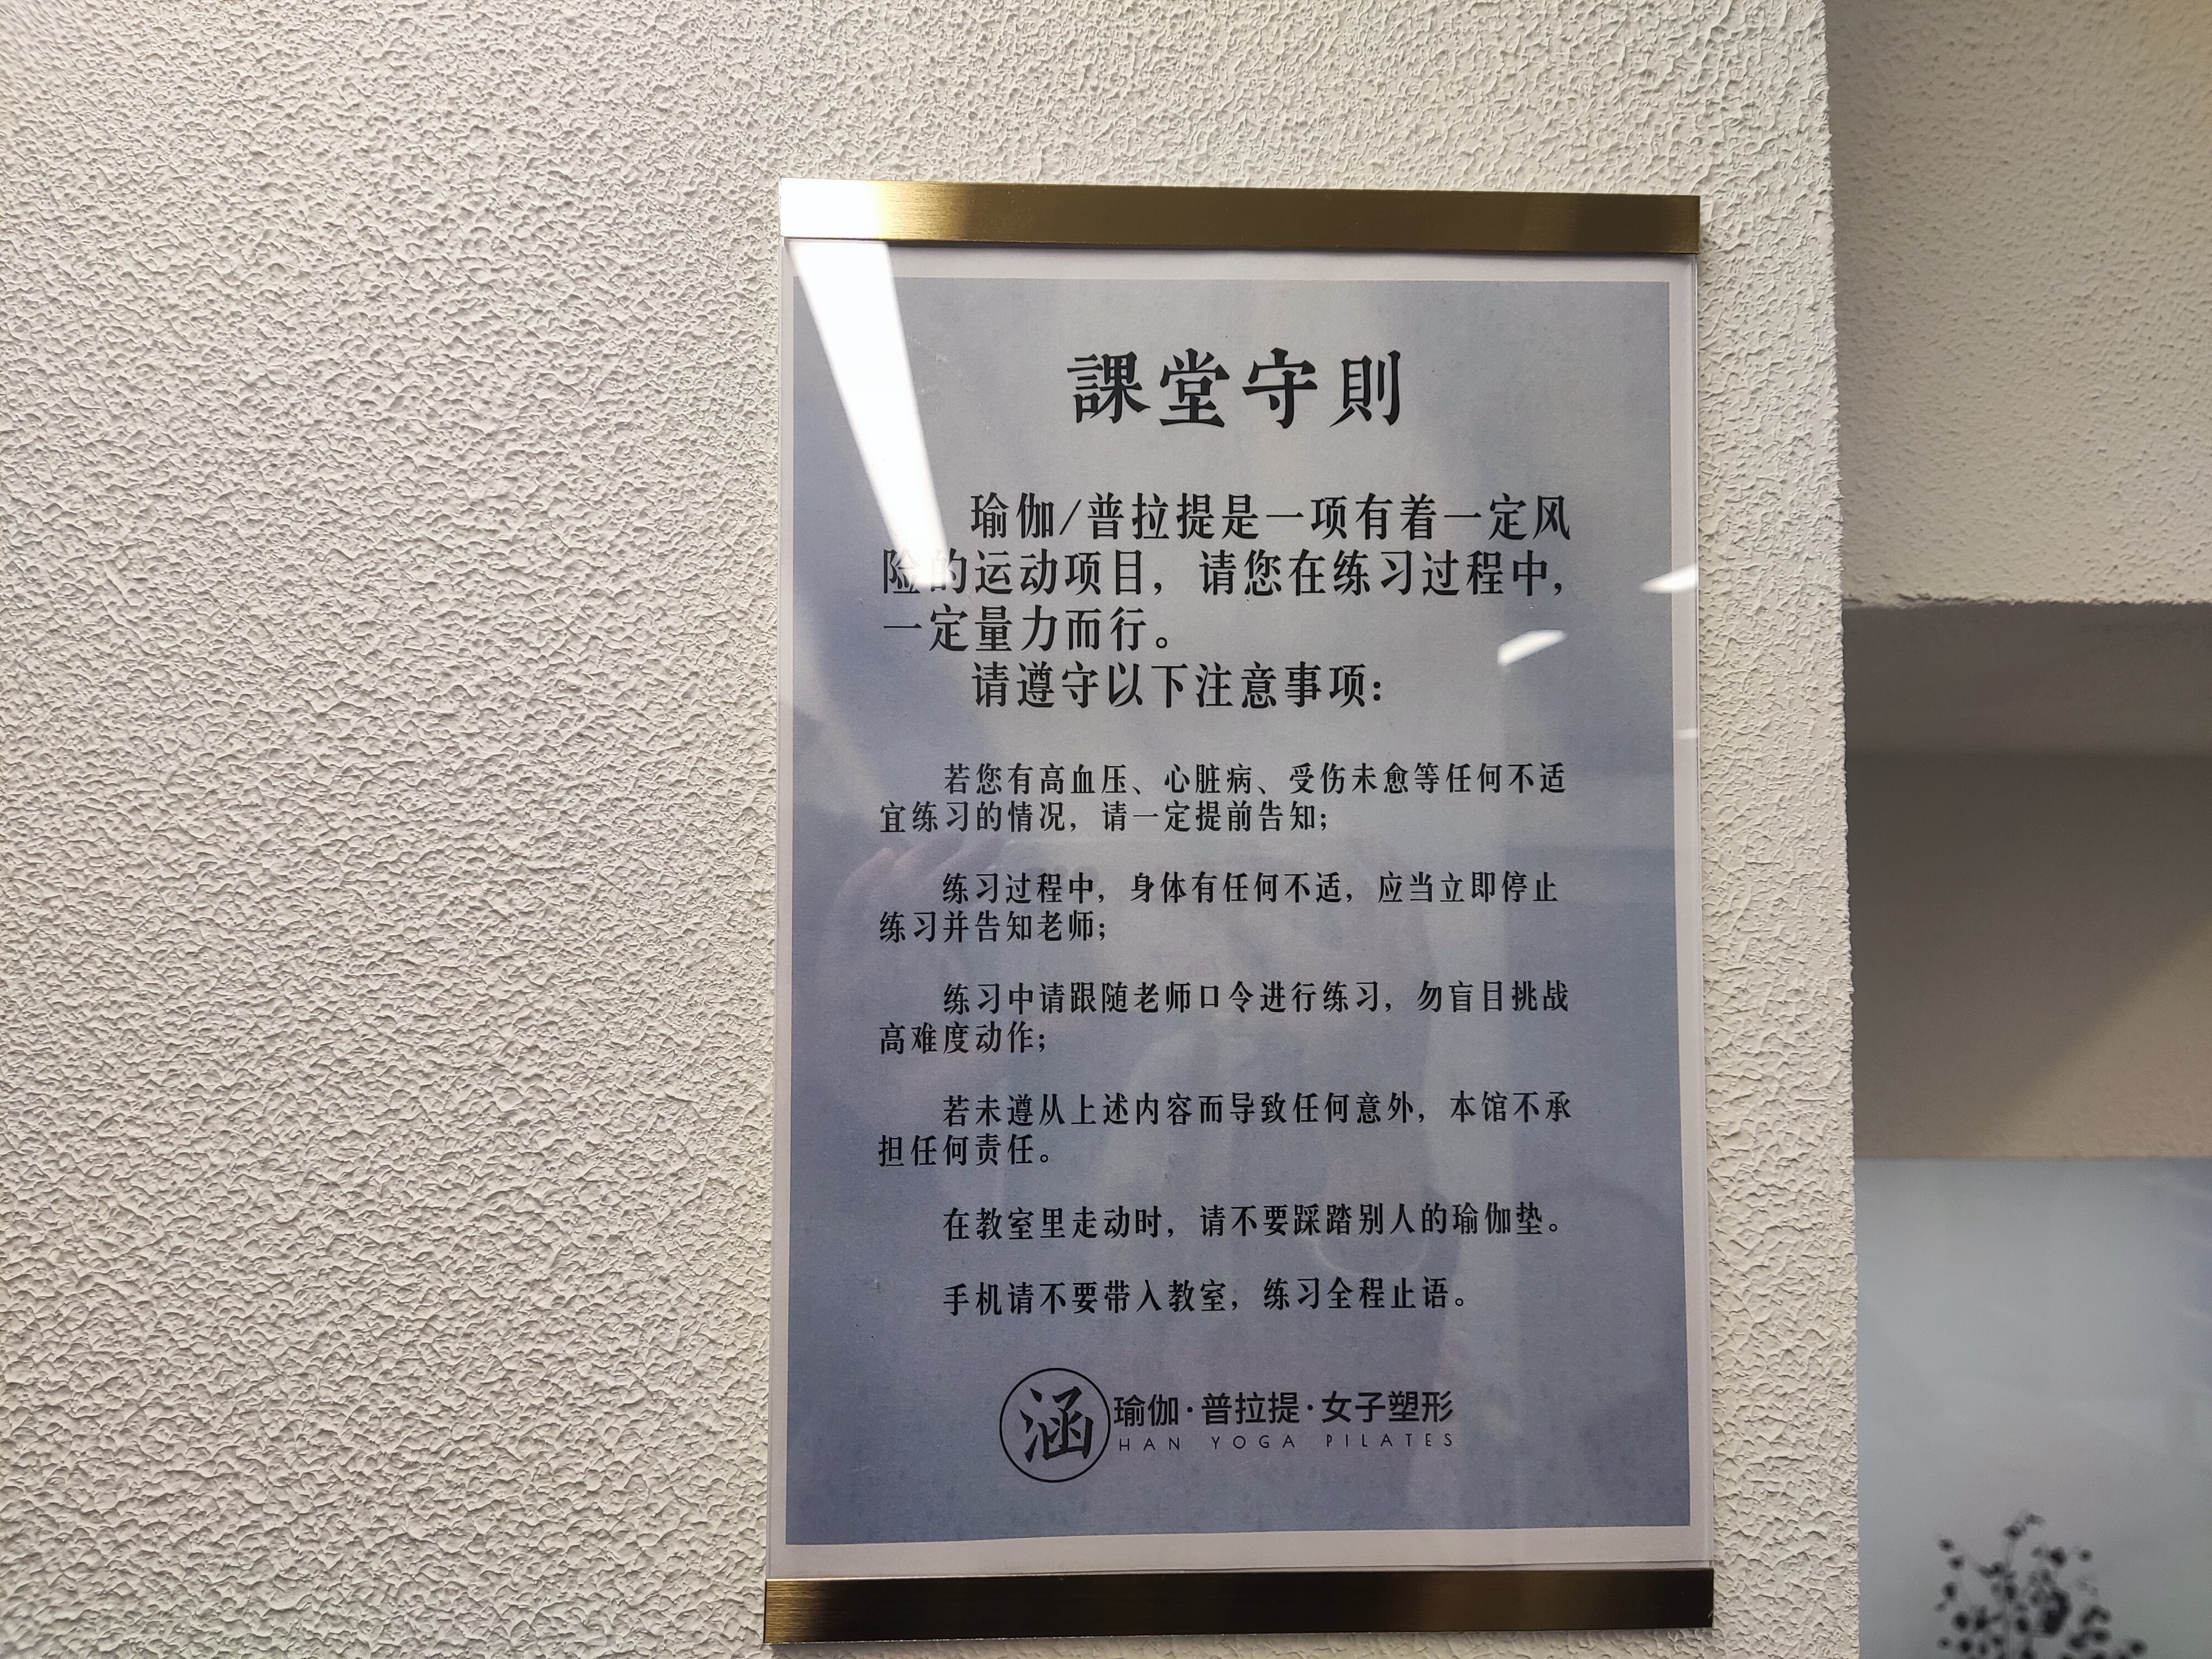 課堂守則
瑜伽/普拉提是一项有着一定风
险的运动项目，请您在练习过程中，
一定量力而行。
请遵守以下注意事项：
若您有高血压、心脏病、受伤未愈等任何不适
宜练习的情况，请一定提前告知；
练习过程中，身体有任何不适，应当立即停止
练习并告知老师；
练习中请跟随老师口令进行练习，勿盲目挑战
高难度动作；
若未遵从上述内容而导致任何意外，本馆不承
担任何责任。
在教室里走动时，请不要踩踏别人的瑜伽垫。
手机请不要带入教室，练习全程止语。
涵
瑜伽·普拉提·女子塑形
HAN YOGA PILATES